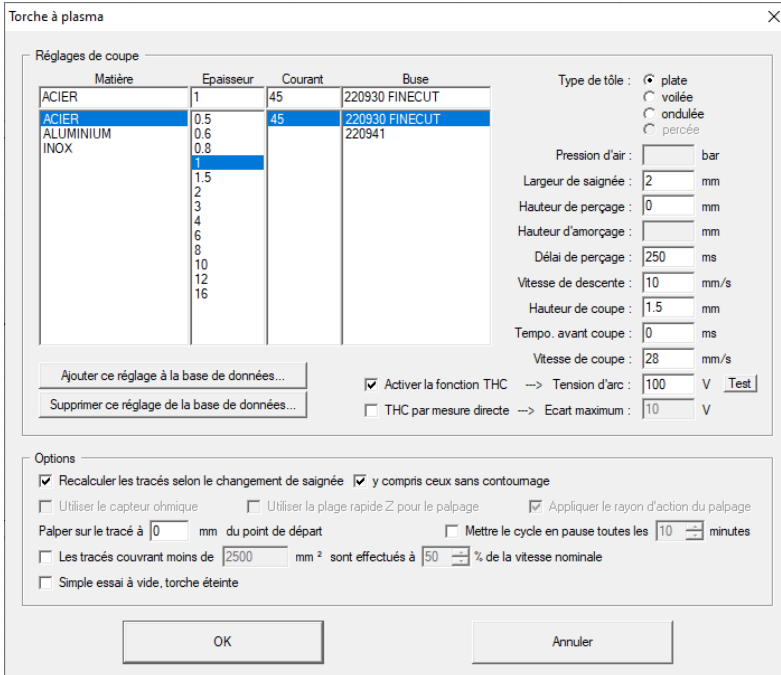 Torche à plasma
Réglages de coupe
Matière Epaisseur Courant Buse
ACIER 1 45 220930 FINECUT
ACIER 0.5 45 220930 FINECUT
ALUMINIUM 0.6 220941
INOX 0.8
1
1.5
2
3
4
6
8
10
12
16
Type de tôle : plate
voilée
ondulée
percée
Pression d'air : bar
Largeur de saignée : 2 mm
Hauteur de perçage : 0 mm
Hauteur d'amorçage : mm
Délai de perçage : 250 ms
Vitesse de descente : 10 mm/s
Hauteur de coupe : 1.5 mm
Tempo. avant coupe : 0 ms
Vitesse de coupe : 28 mm/s
Ajouter ce réglage à la base de données...
Supprimer ce réglage de la base de données...
Activer la fonction THC ---> Tension d'arc : 100 V Test
THC par mesure directe ---> Ecart maximum : 10 V
Options
Recalculer les tracés selon le changement de saignée y compris ceux sans contournage
Utiliser le capteur ohmique Utiliser la plage rapide Z pour le palpage Appliquer le rayon d'action du palpage
Palper sur le tracé à 0 mm du point de départ Mettre le cycle en pause toutes les 10 minutes
Les tracés couvrant moins de 2500 mm ² sont effectués à 50 % de la vitesse nominale
Simple essai à vide, torche éteinte
OK Annuler